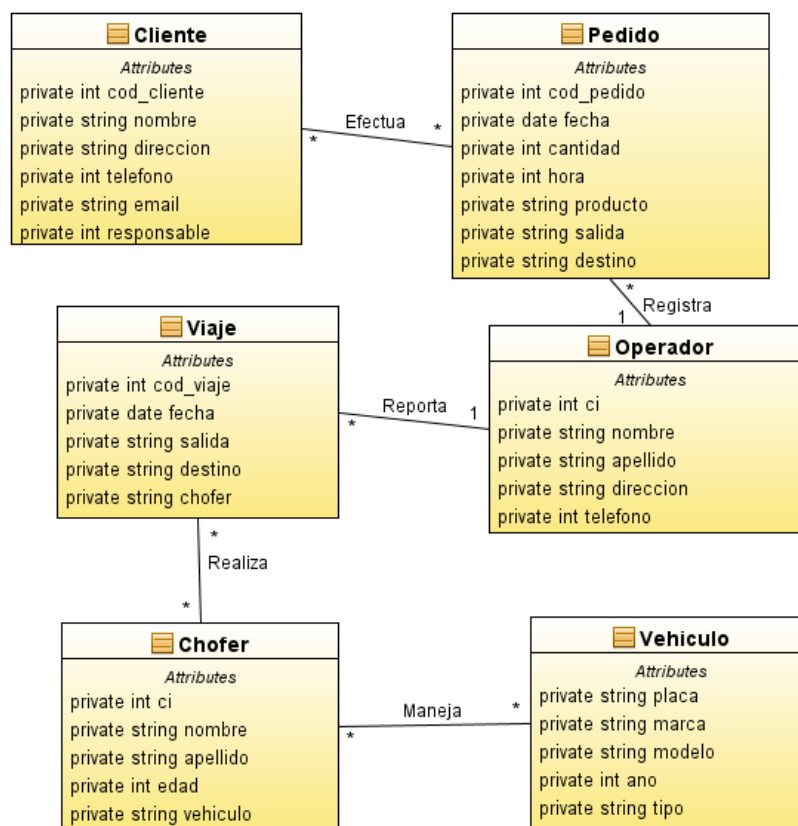 Cliente
Attributes
private int cod_cliente
private string nombre
private string direccion
private int telefono
private string email
private int responsable
Efectua
*
*
Pedido
Attributes
private int cod_pedido
private date fecha
private int cantidad
private int hora
private string producto
private string salida
private string destino
*
Registra
1
Viaje
Attributes
private int cod_viaje
private date fecha
private string salida
private string destino
private string chofer
Reporta
*
1
Operador
Attributes
private int ci
private string nombre
private string apellido
private string direccion
private int telefono
*
Realiza
*
Chofer
Attributes
private int ci
private string nombre
private string apellido
private int edad
private string vehiculo
Maneja
*
*
Vehiculo
Attributes
private string placa
private string marca
private string modelo
private int ano
private string tipo